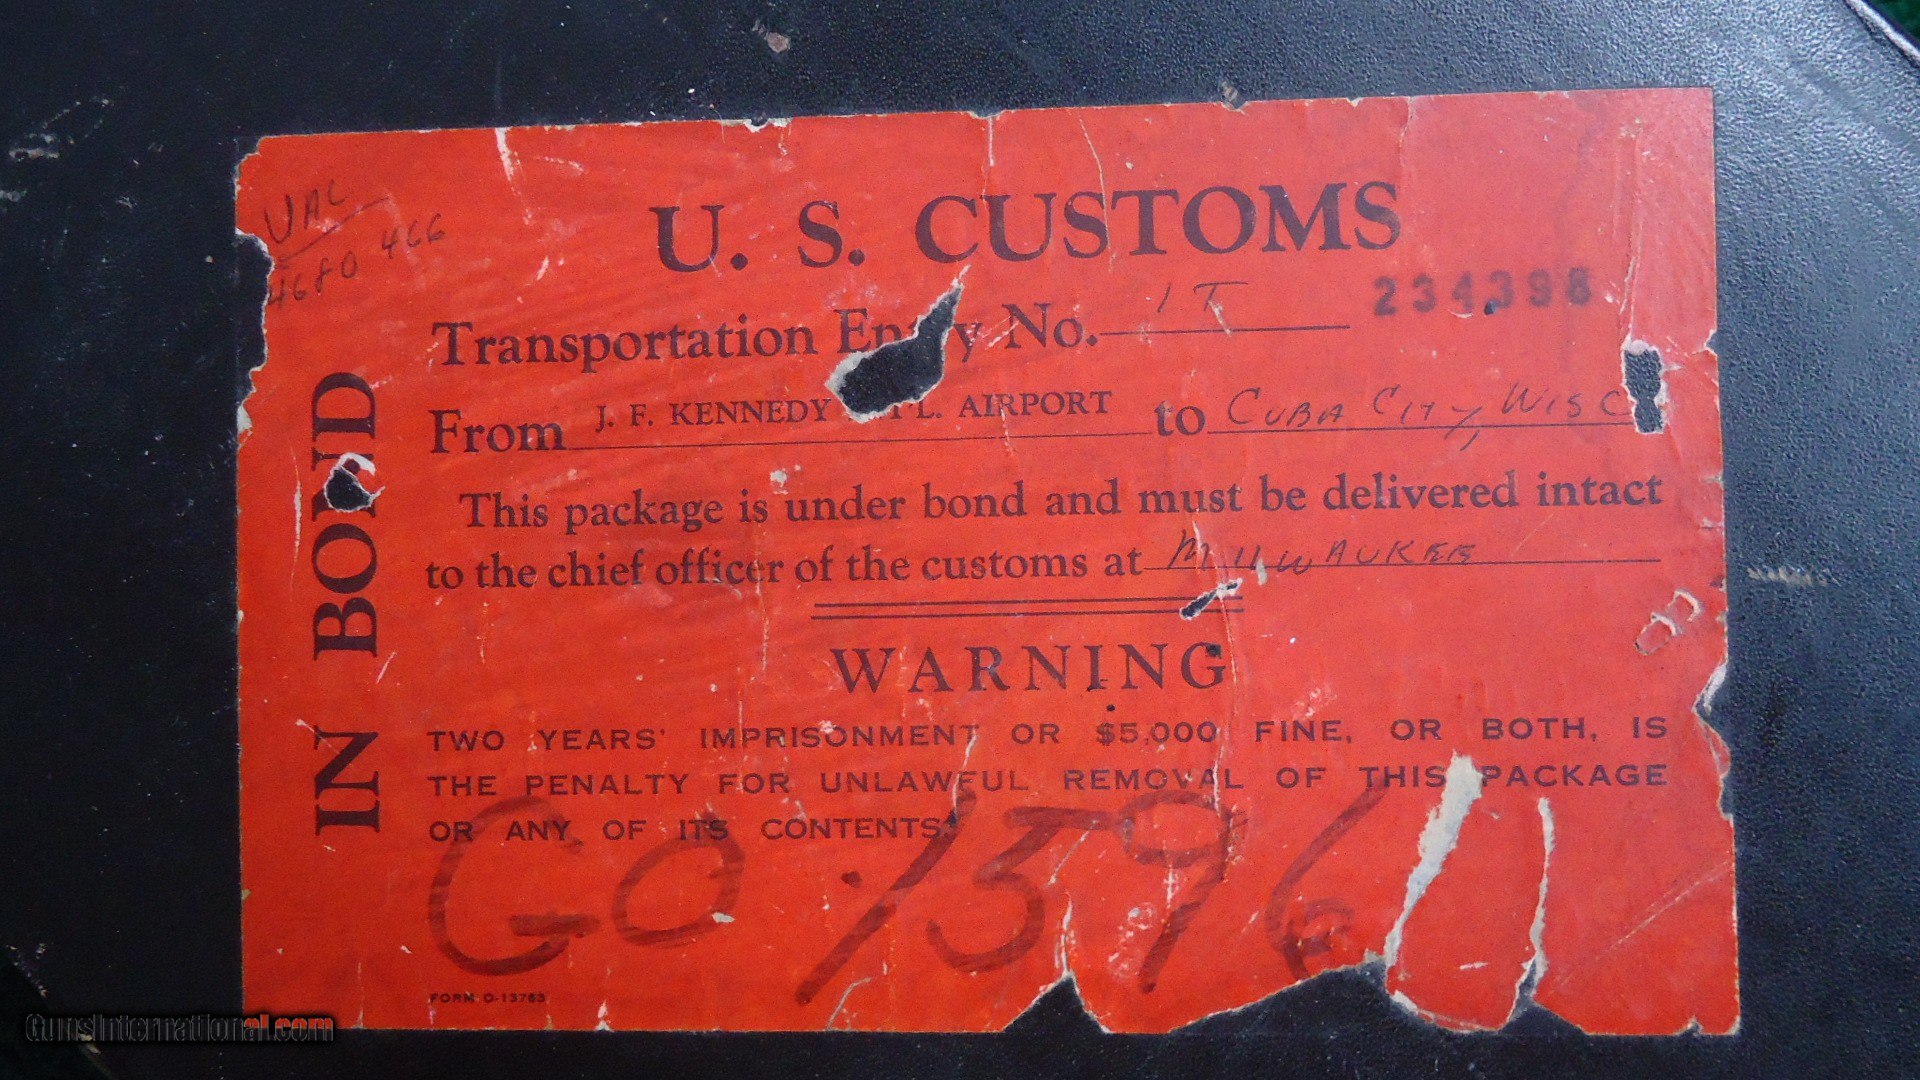 UAL
4680 466
U. S. CUSTOMS
Transportation Entry No. IT 234398
From J. F. KENNEDY INT'L. AIRPORT to CUBA CITY, WISC
This package is under bond and must be delivered intact
to the chief officer of the customs at MILWAUKEE
WARNING
TWO YEARS' IMPRISONMENT OR $5,000 FINE, OR BOTH, IS
THE PENALTY FOR UNLAWFUL REMOVAL OF THIS PACKAGE
OR ANY OF ITS CONTENTS.
GO. 1596
FORM O-13763
IN BOND
GunsInternational.com